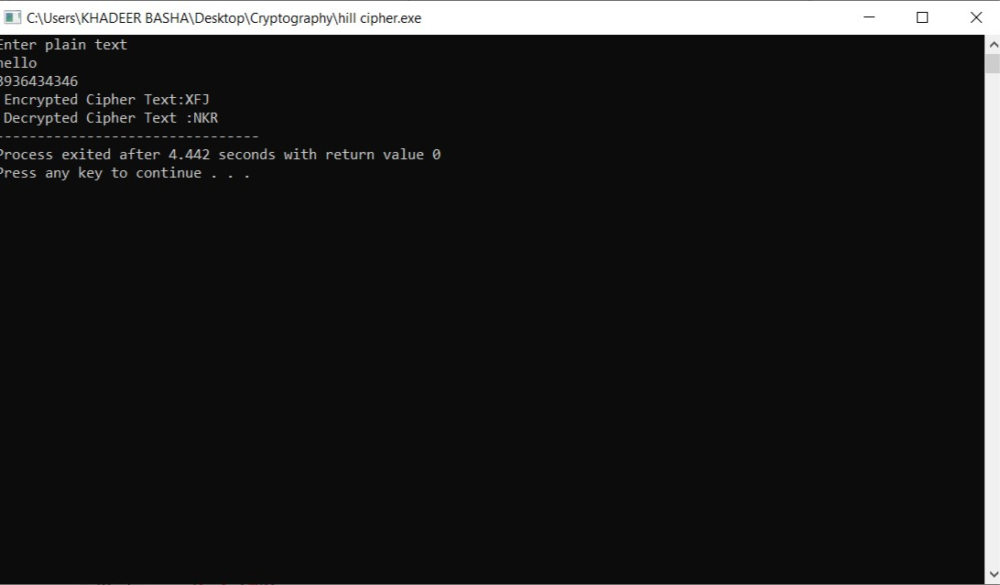 C:\Users\KHADEER BASHA\Desktop\Cryptography\hill cipher.exe
Enter plain text
hello
3936434346
Encrypted Cipher Text:XFJ
Decrypted Cipher Text :NKR
--------------------------------
Process exited after 4.442 seconds with return value 0
Press any key to continue . . .